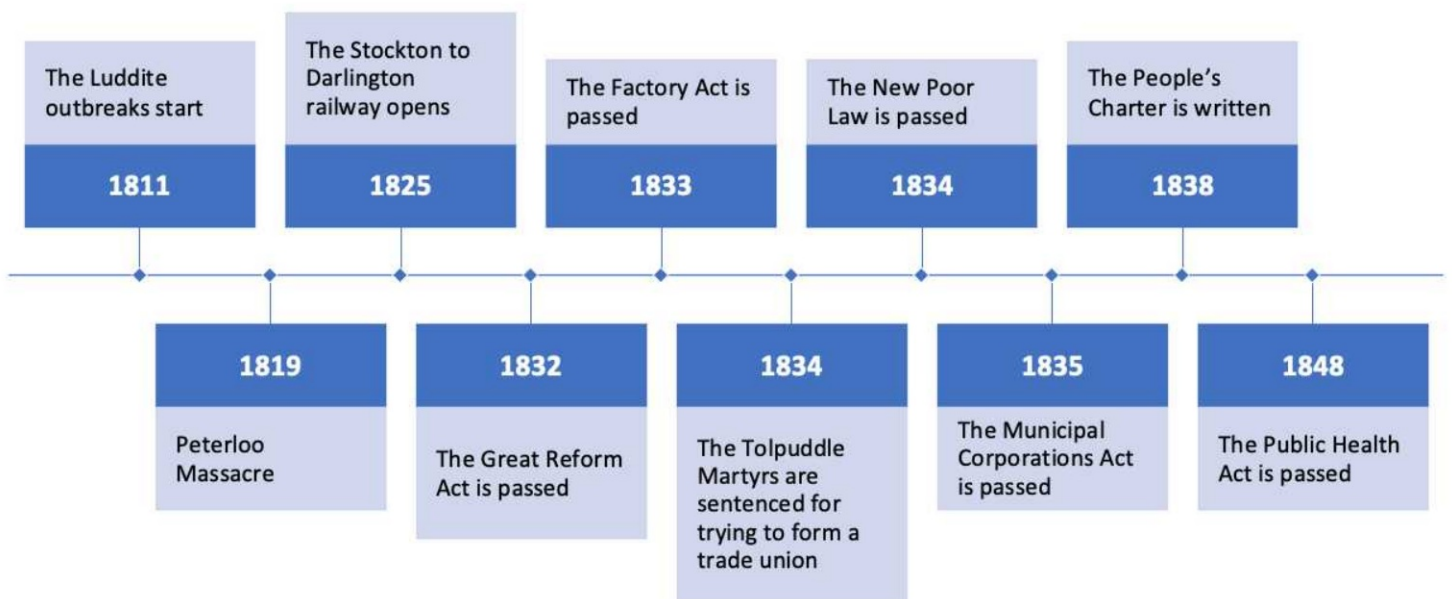 The Luddite
outbreaks start
1811
The Stockton to
Darlington
railway opens
1825
The Factory Act is
passed
1833
The New Poor
Law is passed
1834
The People’s
Charter is written
1838
1819
Peterloo
Massacre
1832
The Great Reform
Act is passed
1834
The Tolpuddle
Martyrs are
sentenced for
trying to form a
trade union
1835
The Municipal
Corporations Act
is passed
1848
The Public Health
Act is passed